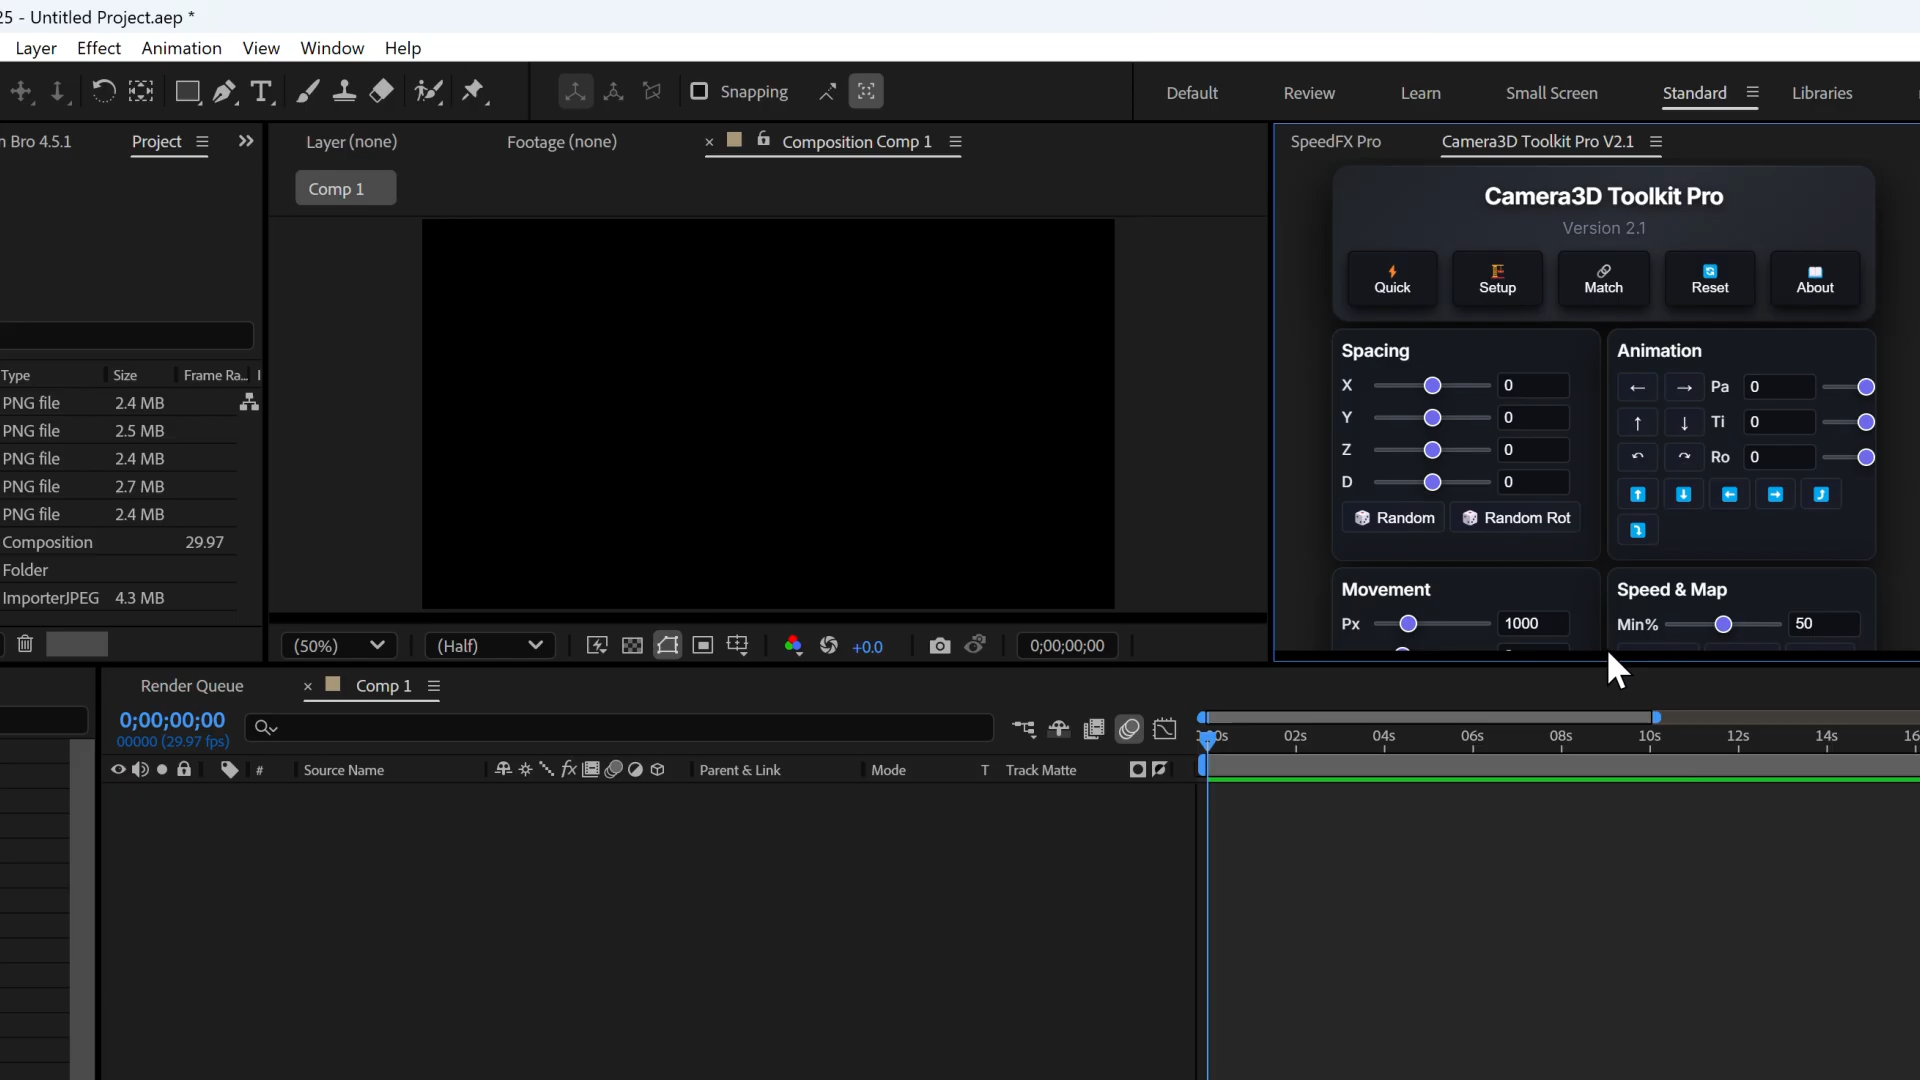 25 - Untitled Project.aep *
Layer Effect Animation View Window Help
Snapping
Default Review Learn Small Screen Standard Libraries
n Bro 4.5.1 Project
Layer (none) Footage (none) Composition Comp 1
SpeedFX Pro Camera3D Toolkit Pro V2.1
Comp 1
Camera3D Toolkit Pro
Version 2.1
Quick Setup Match Reset About
Spacing
X 0
Y 0
Z 0
D 0
Random Random Rot
Animation
Pa 0
Ti 0
Ro 0
Movement
Px 1000
Speed & Map
Min% 50
Type Size Frame Ra...
PNG file 2.4 MB
PNG file 2.5 MB
PNG file 2.4 MB
PNG file 2.7 MB
PNG file 2.4 MB
Composition 29.97
Folder
ImporterJPEG 4.3 MB
(50%) (Half) +0.0 0;00;00;00
Render Queue Comp 1
0;00;00;00
00000 (29.97 fps)
# Source Name fx Parent & Link Mode T Track Matte
02s 04s 06s 08s 10s 12s 14s 16